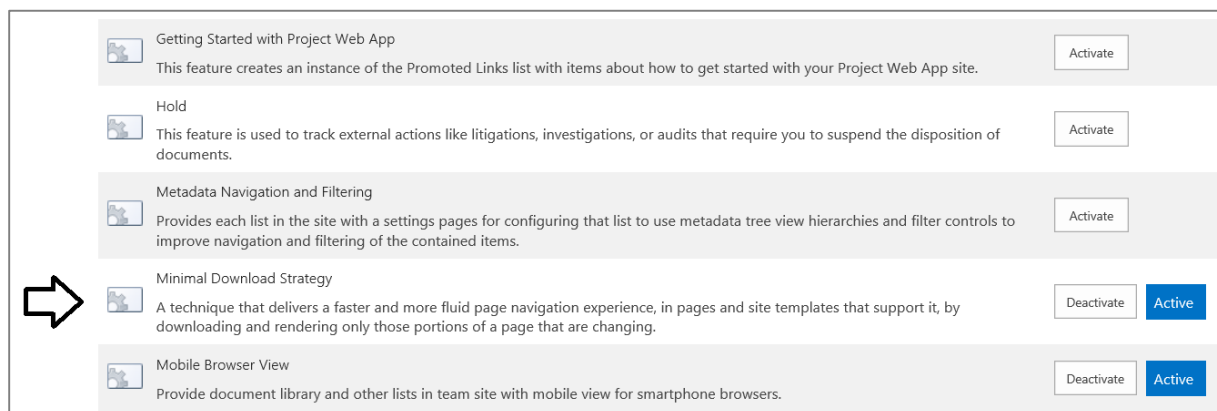 Getting Started with Project Web App
This feature creates an instance of the Promoted Links list with items about how to get started with your Project Web App site.
Activate
Hold
This feature is used to track external actions like litigations, investigations, or audits that require you to suspend the disposition of
documents.
Activate
Metadata Navigation and Filtering
Provides each list in the site with a settings pages for configuring that list to use metadata tree view hierarchies and filter controls to
improve navigation and filtering of the contained items.
Activate
Minimal Download Strategy
A technique that delivers a faster and more fluid page navigation experience, in pages and site templates that support it, by
downloading and rendering only those portions of a page that are changing.
Deactivate Active
Mobile Browser View
Provide document library and other lists in team site with mobile view for smartphone browsers.
Deactivate Active